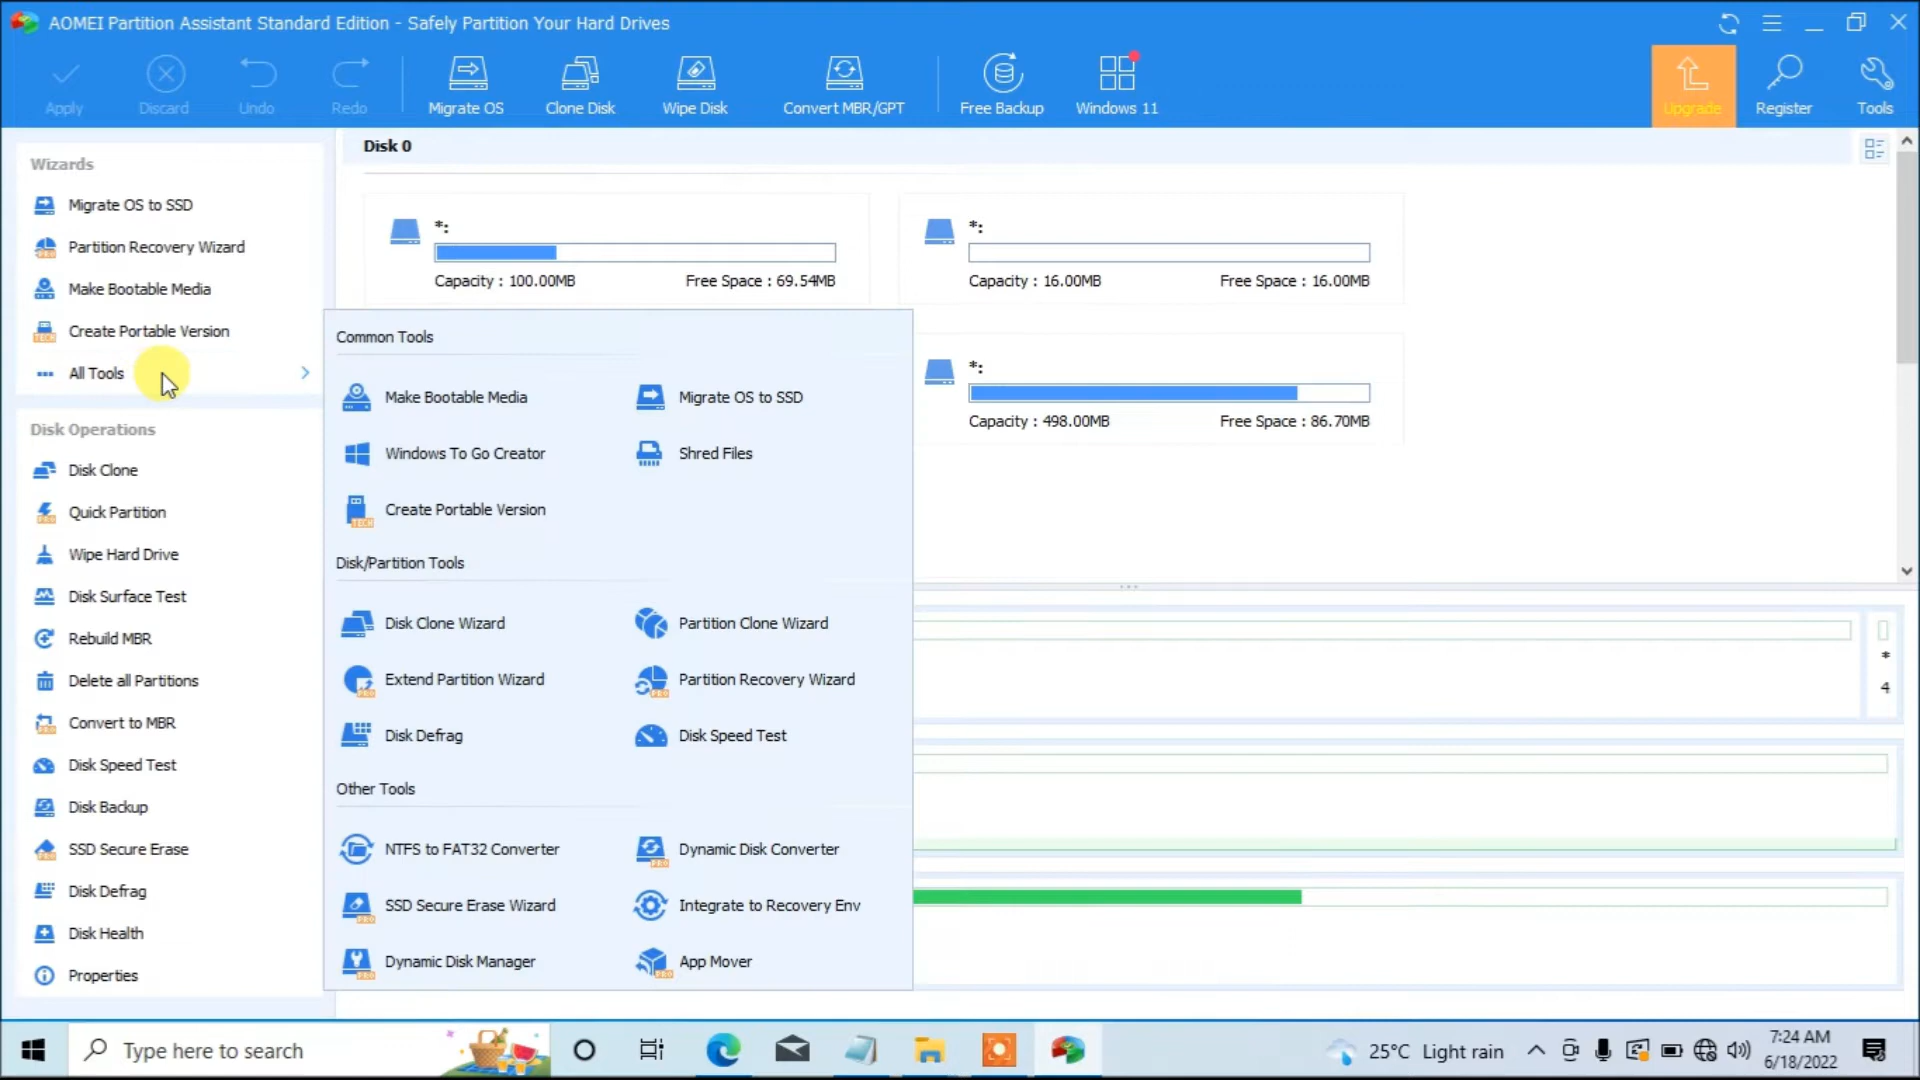 AOMEI Partition Assistant Standard Edition - Safely Partition Your Hard Drives
Apply
Discard
Undo
Redo
Migrate OS
Clone Disk
Wipe Disk
Convert MBR/GPT
Free Backup
Windows 11
Upgrade
Register
Tools
Wizards
Migrate OS to SSD
Partition Recovery Wizard
Make Bootable Media
Create Portable Version
All Tools
Disk Operations
Disk Clone
Quick Partition
Wipe Hard Drive
Disk Surface Test
Rebuild MBR
Delete all Partitions
Convert to MBR
Disk Speed Test
Disk Backup
SSD Secure Erase
Disk Defrag
Disk Health
Properties
Disk 0
*:
Capacity : 100.00MB Free Space : 69.54MB
*:
Capacity : 16.00MB Free Space : 16.00MB
*:
Capacity : 498.00MB Free Space : 86.70MB
Common Tools
Make Bootable Media
Migrate OS to SSD
Windows To Go Creator
Shred Files
Create Portable Version
Disk/Partition Tools
Disk Clone Wizard
Partition Clone Wizard
Extend Partition Wizard
Partition Recovery Wizard
Disk Defrag
Disk Speed Test
Other Tools
NTFS to FAT32 Converter
Dynamic Disk Converter
SSD Secure Erase Wizard
Integrate to Recovery Env
Dynamic Disk Manager
App Mover
*
4
Type here to search
25°C Light rain
7:24 AM
6/18/2022